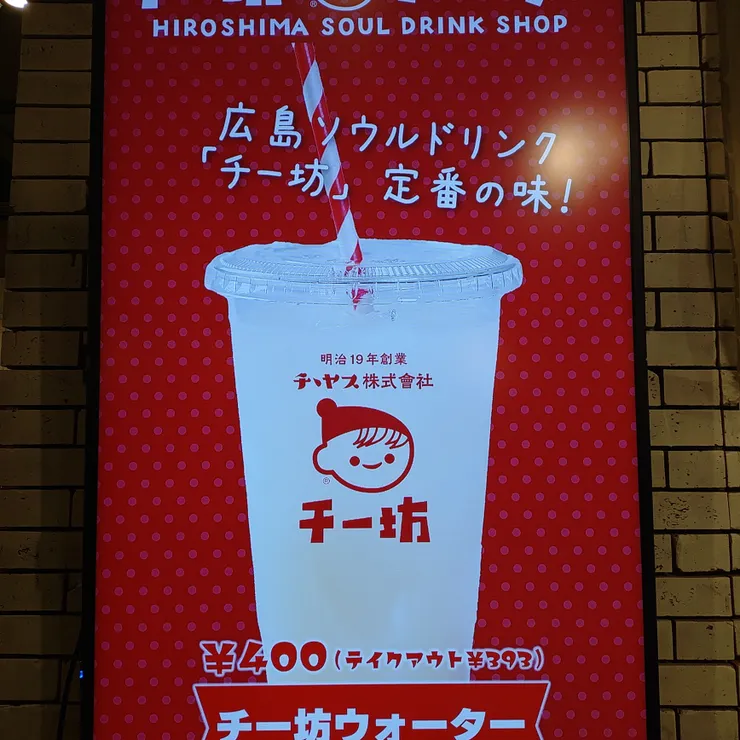 HIROSHIMA SOUL DRINK SHOP
広島ソウルドリンク
「チー坊」定番の味!
明治19年創業
チハヤス株式會社
チー坊
¥400(テイクアウト¥393)
チー坊ウォーター